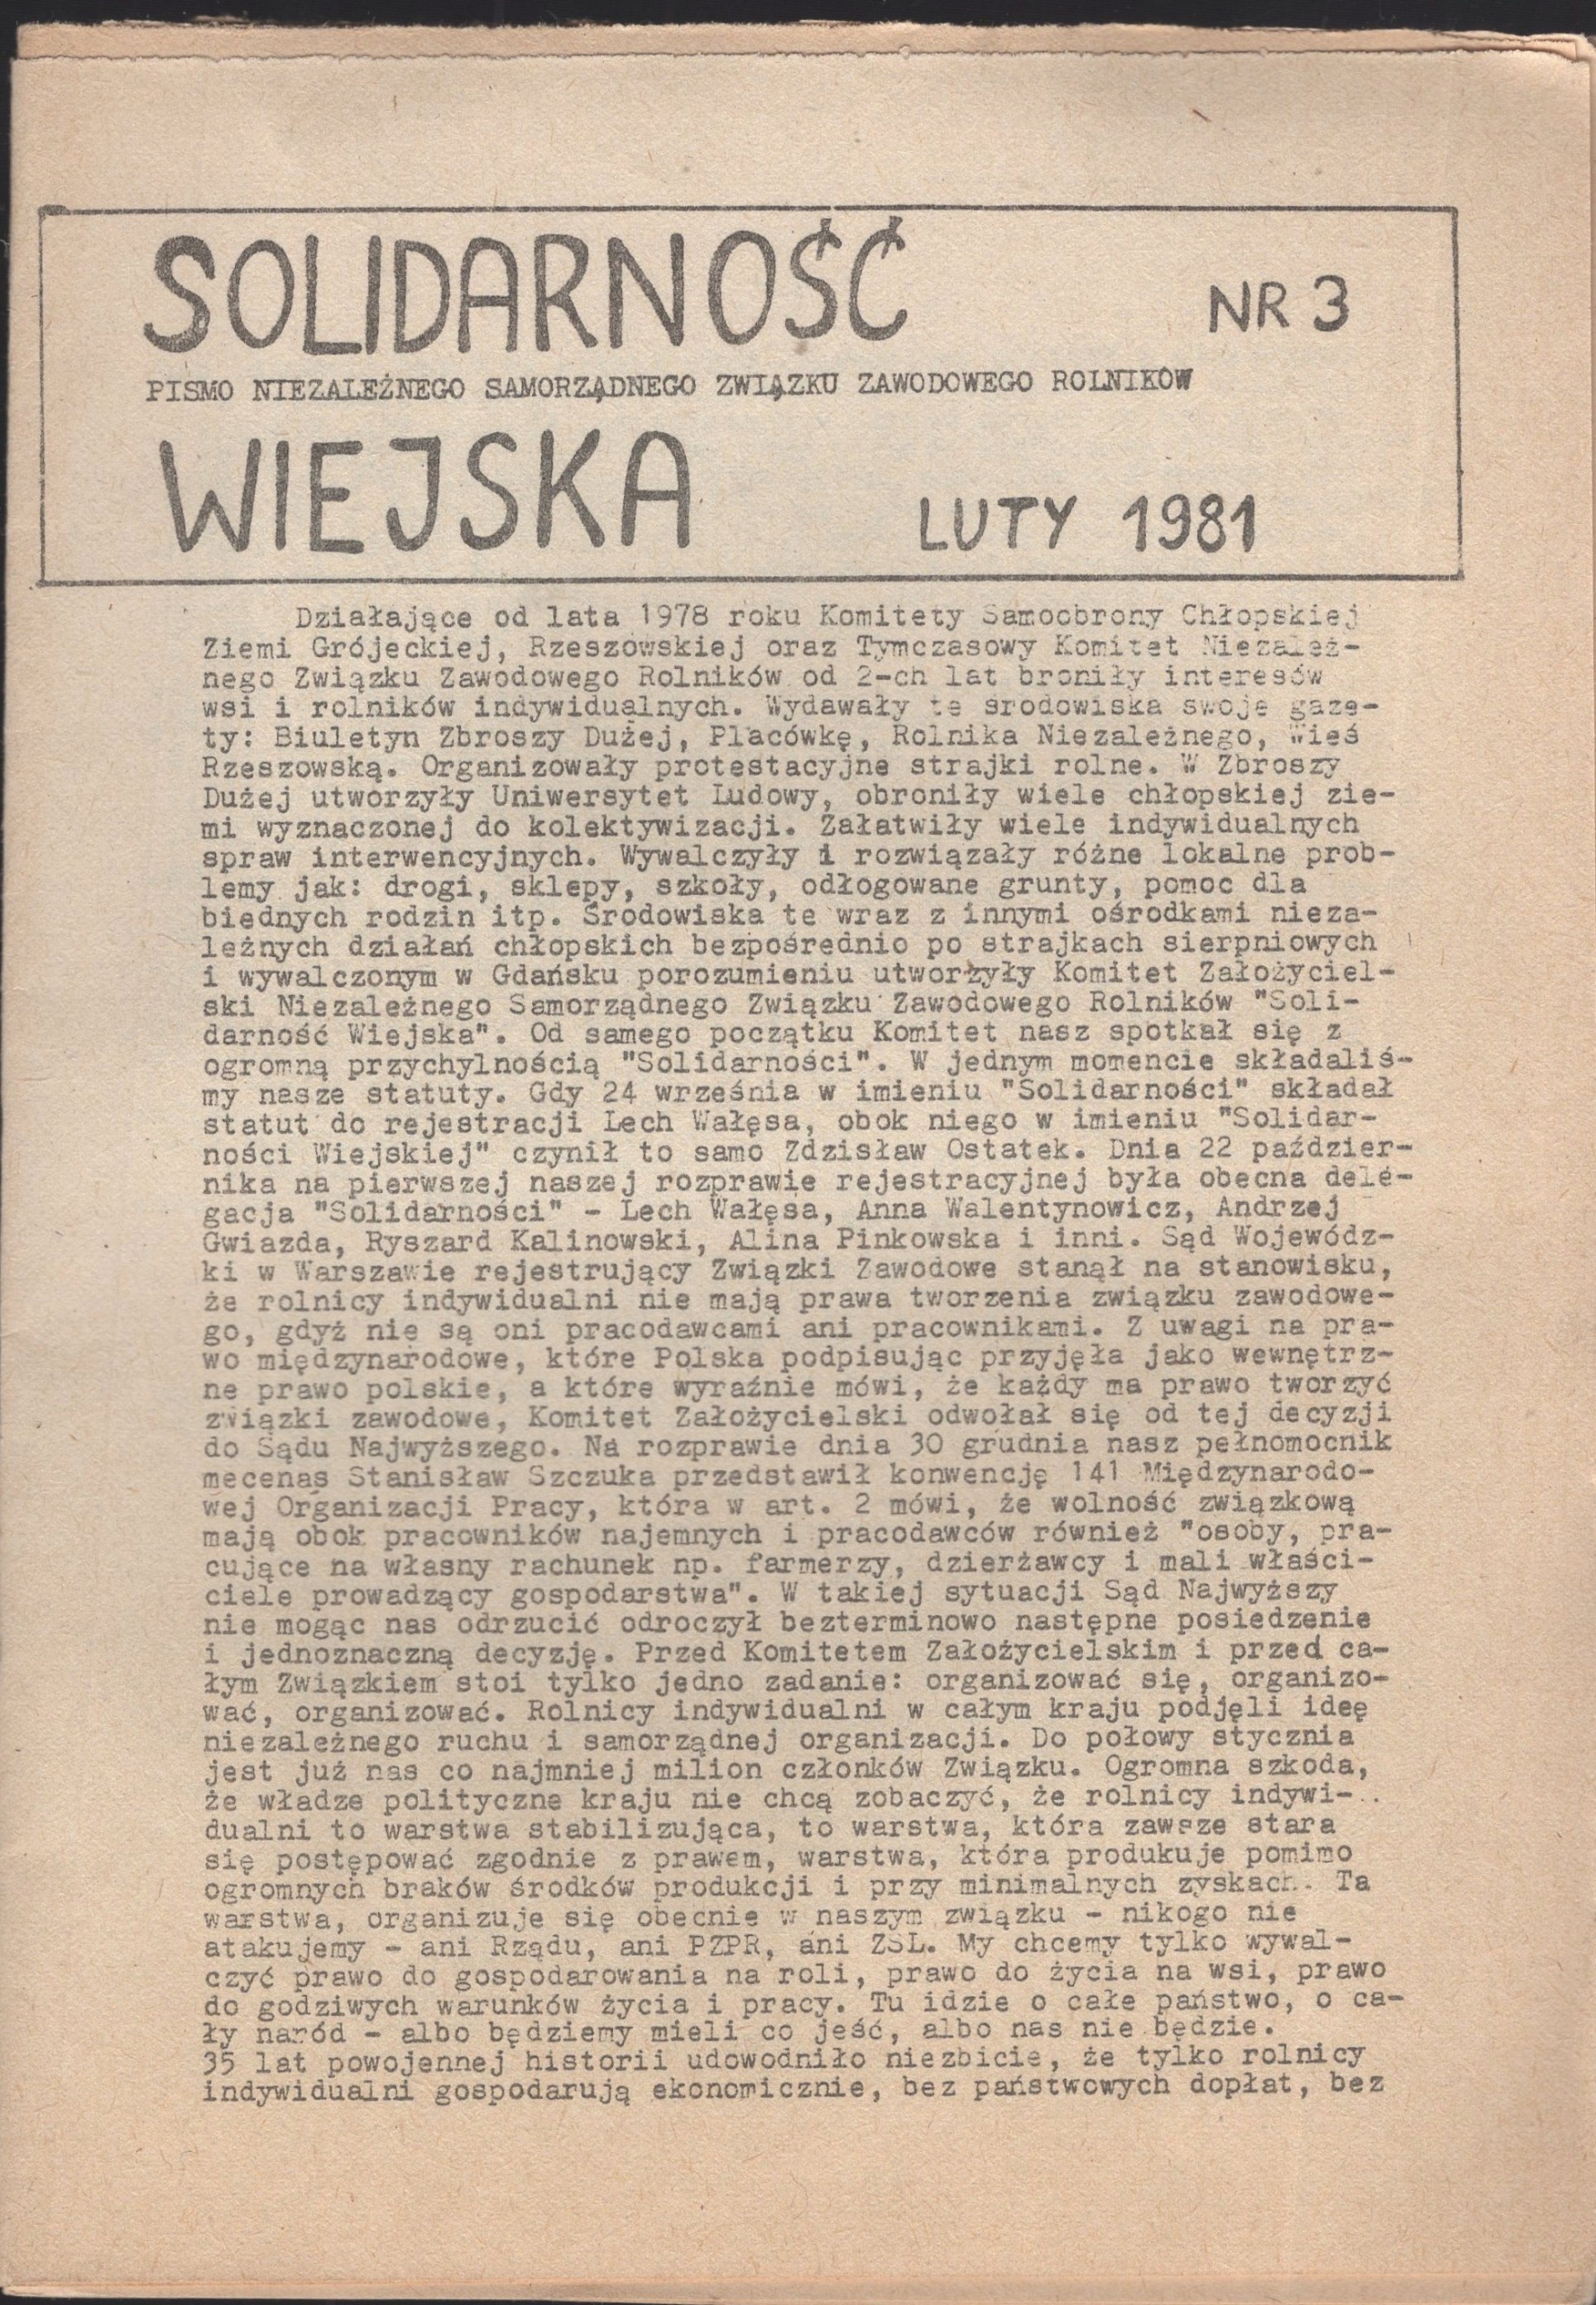 SOLIDARNOŚĆ
NR 3
PISMO NIEZALEŻNEGO SAMORZĄDNEGO ZWIĄZKU ZAWODOWEGO ROLNIKÓW
WIEJSKA
LUTY 1981
Działające od lata 1978 roku Komitety Samoobrony Chłopskiej
Ziemi Grójeckiej, Rzeszowskiej oraz Tymczasowy Komitet Niezależ-
nego Związku Zawodowego Rolników od 2-ch lat broniły interesów
wsi i rolników indywidualnych. Wydawały te środowiska swoje gaze-
ty: Biuletyn Zbroszy Dużej, Placówkę, Rolnika Niezależnego, Wieś
Rzeszowską. Organizowały protestacyjne strajki rolne. W Zbroszy
Dużej utworzyły Uniwersytet Ludowy, obroniły wiele chłopskiej zie-
mi wyznaczonej do kolektywizacji. Załatwiły wiele indywidualnych
spraw interwencyjnych. Wywalczyły i rozwiązały różne lokalne prob-
lemy jak: drogi, sklepy, szkoły, odłogowane grunty, pomoc dla
biednych rodzin itp. Środowiska te wraz z innymi ośrodkami nieza-
leżnych działań chłopskich bezpośrednio po strajkach sierpniowych
i wywalczonym w Gdańsku porozumieniu utworzyły Komitet Założyciel-
ski Niezależnego Samorządnego Związku Zawodowego Rolników "Soli-
darność Wiejska". Od samego początku Komitet nasz spotkał się z
ogromną przychylnością "Solidarności". W jednym momencie składaliś-
my nasze statuty. Gdy 24 września w imieniu "Solidarności" składał
statut do rejestracji Lech Wałęsa, obok niego w imieniu "Solidar-
ności Wiejskiej" czynił to samo Zdzisław Ostatek. Dnia 22 paździer-
nika na pierwszej naszej rozprawie rejestracyjnej była obecna dele-
gacja "Solidarności" - Lech Wałęsa, Anna Walentynowicz, Andrzej
Gwiazda, Ryszard Kalinowski, Alina Pinkowska i inni. Sąd Wojewódz-
ki w Warszawie rejestrujący Związki Zawodowe stanął na stanowisku,
że rolnicy indywidualni nie mają prawa tworzenia związku zawodowe-
go, gdyż nie są oni pracodawcami ani pracownikami. Z uwagi na pra-
wo międzynarodowe, które Polska podpisując przyjęła jako wewnętrz-
ne prawo polskie, a które wyraźnie mówi, że każdy ma prawo tworzyć
związki zawodowe, Komitet Założycielski odwołał się od tej decyzji
do Sądu Najwyższego. Na rozprawie dnia 30 grudnia nasz pełnomocnik
mecenas Stanisław Szczuka przedstawił konwencję 141 Międzynarodo-
wej Organizacji Pracy, która w art. 2 mówi, że wolność związkową
mają obok pracowników najemnych i pracodawców również "osoby, pra-
cujące na własny rachunek np. farmerzy, dzierżawcy i mali właści-
ciele prowadzący gospodarstwa". W takiej sytuacji Sąd Najwyższy
nie mogąc nas odrzucić odroczył bezterminowo następne posiedzenie
i jednoznaczną decyzję. Przed Komitetem Założycielskim i przed ca-
łym Związkiem stoi tylko jedno zadanie: organizować się, organizo-
wać, organizować. Rolnicy indywidualni w całym kraju podjęli ideę
niezależnego ruchu i samorządnej organizacji. Do połowy stycznia
jest już nas co najmniej milion członków Związku. Ogromna szkoda,
że władze polityczne kraju nie chcą zobaczyć, że rolnicy indywi-
dualni to warstwa stabilizująca, to warstwa, która zawsze stara
się postępować zgodnie z prawem, warstwa, która produkuje pomimo
ogromnych braków środków produkcji i przy minimalnych zyskach. Ta
warstwa, organizuje się obecnie w naszym związku - nikogo nie
atakujemy - ani Rządu, ani PZPR, ani ZSL. My chcemy tylko wywal-
czyć prawo do gospodarowania na roli, prawo do życia na wsi, prawo
do godziwych warunków życia i pracy. Tu idzie o całe państwo, o ca-
ły naród - albo będziemy mieli co jeść, albo nas nie będzie.
35 lat powojennej historii udowodniło niezbicie, że tylko rolnicy
indywidualni gospodarują ekonomicznie, bez państwowych dopłat, bez